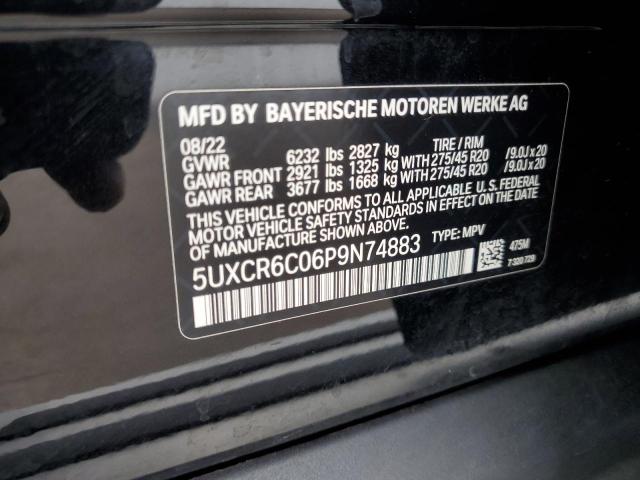 MFD BY BAYERISCHE MOTOREN WERKE AG
08/22 TIRE / RIM
GVWR 6232 lbs 2827 kg
GAWR FRONT 2921 lbs 1325 kg WITH 275/45 R20 /9.0J x 20
GAWR REAR 3677 lbs 1668 kg WITH 275/45 R20 /9.0J x 20
THIS VEHICLE CONFORMS TO ALL APPLICABLE U.S. FEDERAL
MOTOR VEHICLE SAFETY STANDARDS IN EFFECT ON THE DATE
OF MANUFACTURE SHOWN ABOVE.
5UXCR6C06P9N74883 TYPE: MPV
475M
7 320 729